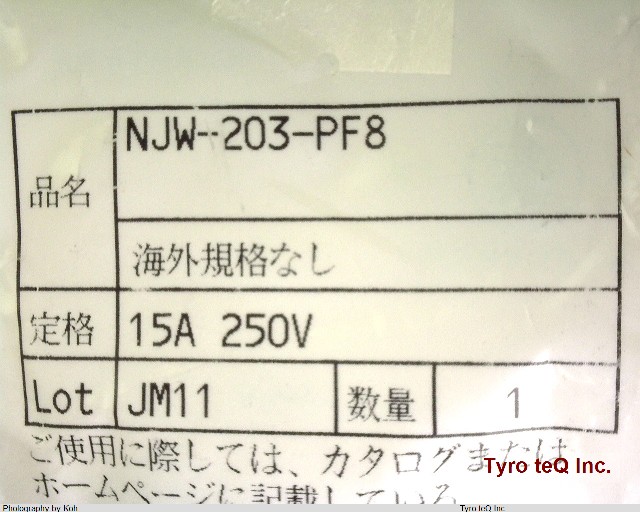 NJW-203-PF8
品名
海外規格なし
定格 15A 250V
Lot JM11 数量 1
ご使用に際しては、カタログまたは
ホームページに記載している
Tyro teQ Inc.
Photography by Koh
Tyro teQ Inc